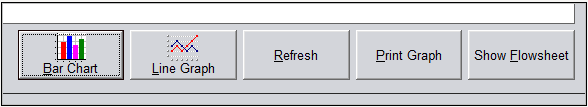 Bar Chart
Line Graph
Refresh
Print Graph
Show Flowsheet